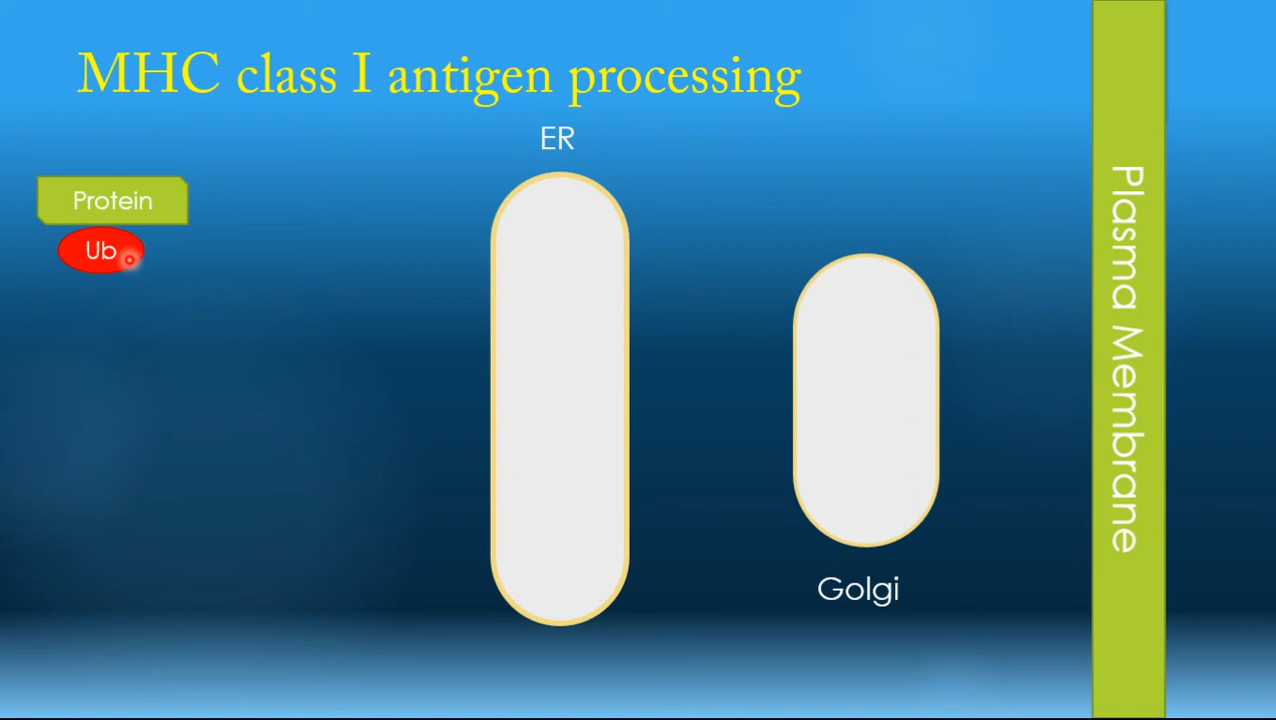 MHC class I antigen processing
ER
Protein
Ub
Golgi
Plasma Membrane